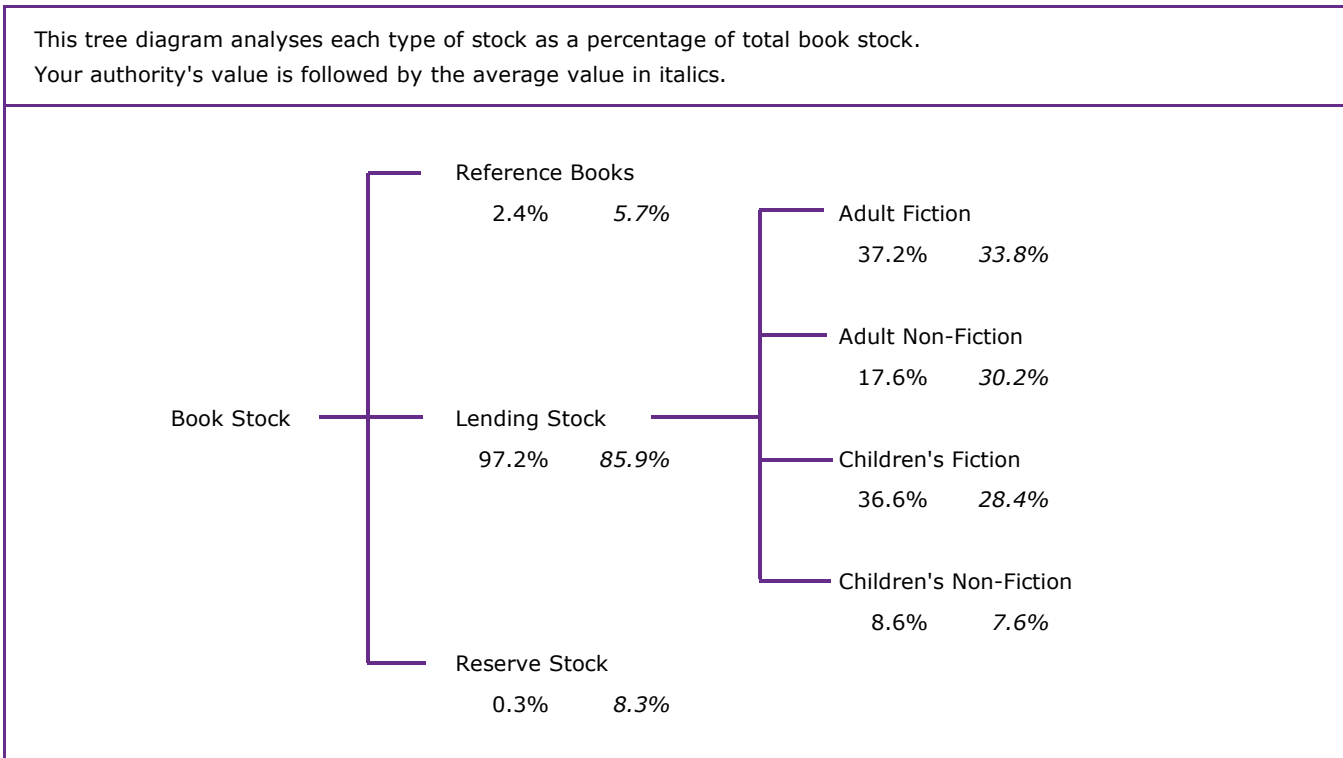 This tree diagram analyses each type of stock as a percentage of total book stock.
Your authority's value is followed by the average value in italics.
Reference Books
2.4% 5.7%
Adult Fiction
37.2% 33.8%
Adult Non-Fiction
17.6% 30.2%
Book Stock
Lending Stock
97.2% 85.9%
Children's Fiction
36.6% 28.4%
Children's Non-Fiction
8.6% 7.6%
Reserve Stock
0.3% 8.3%